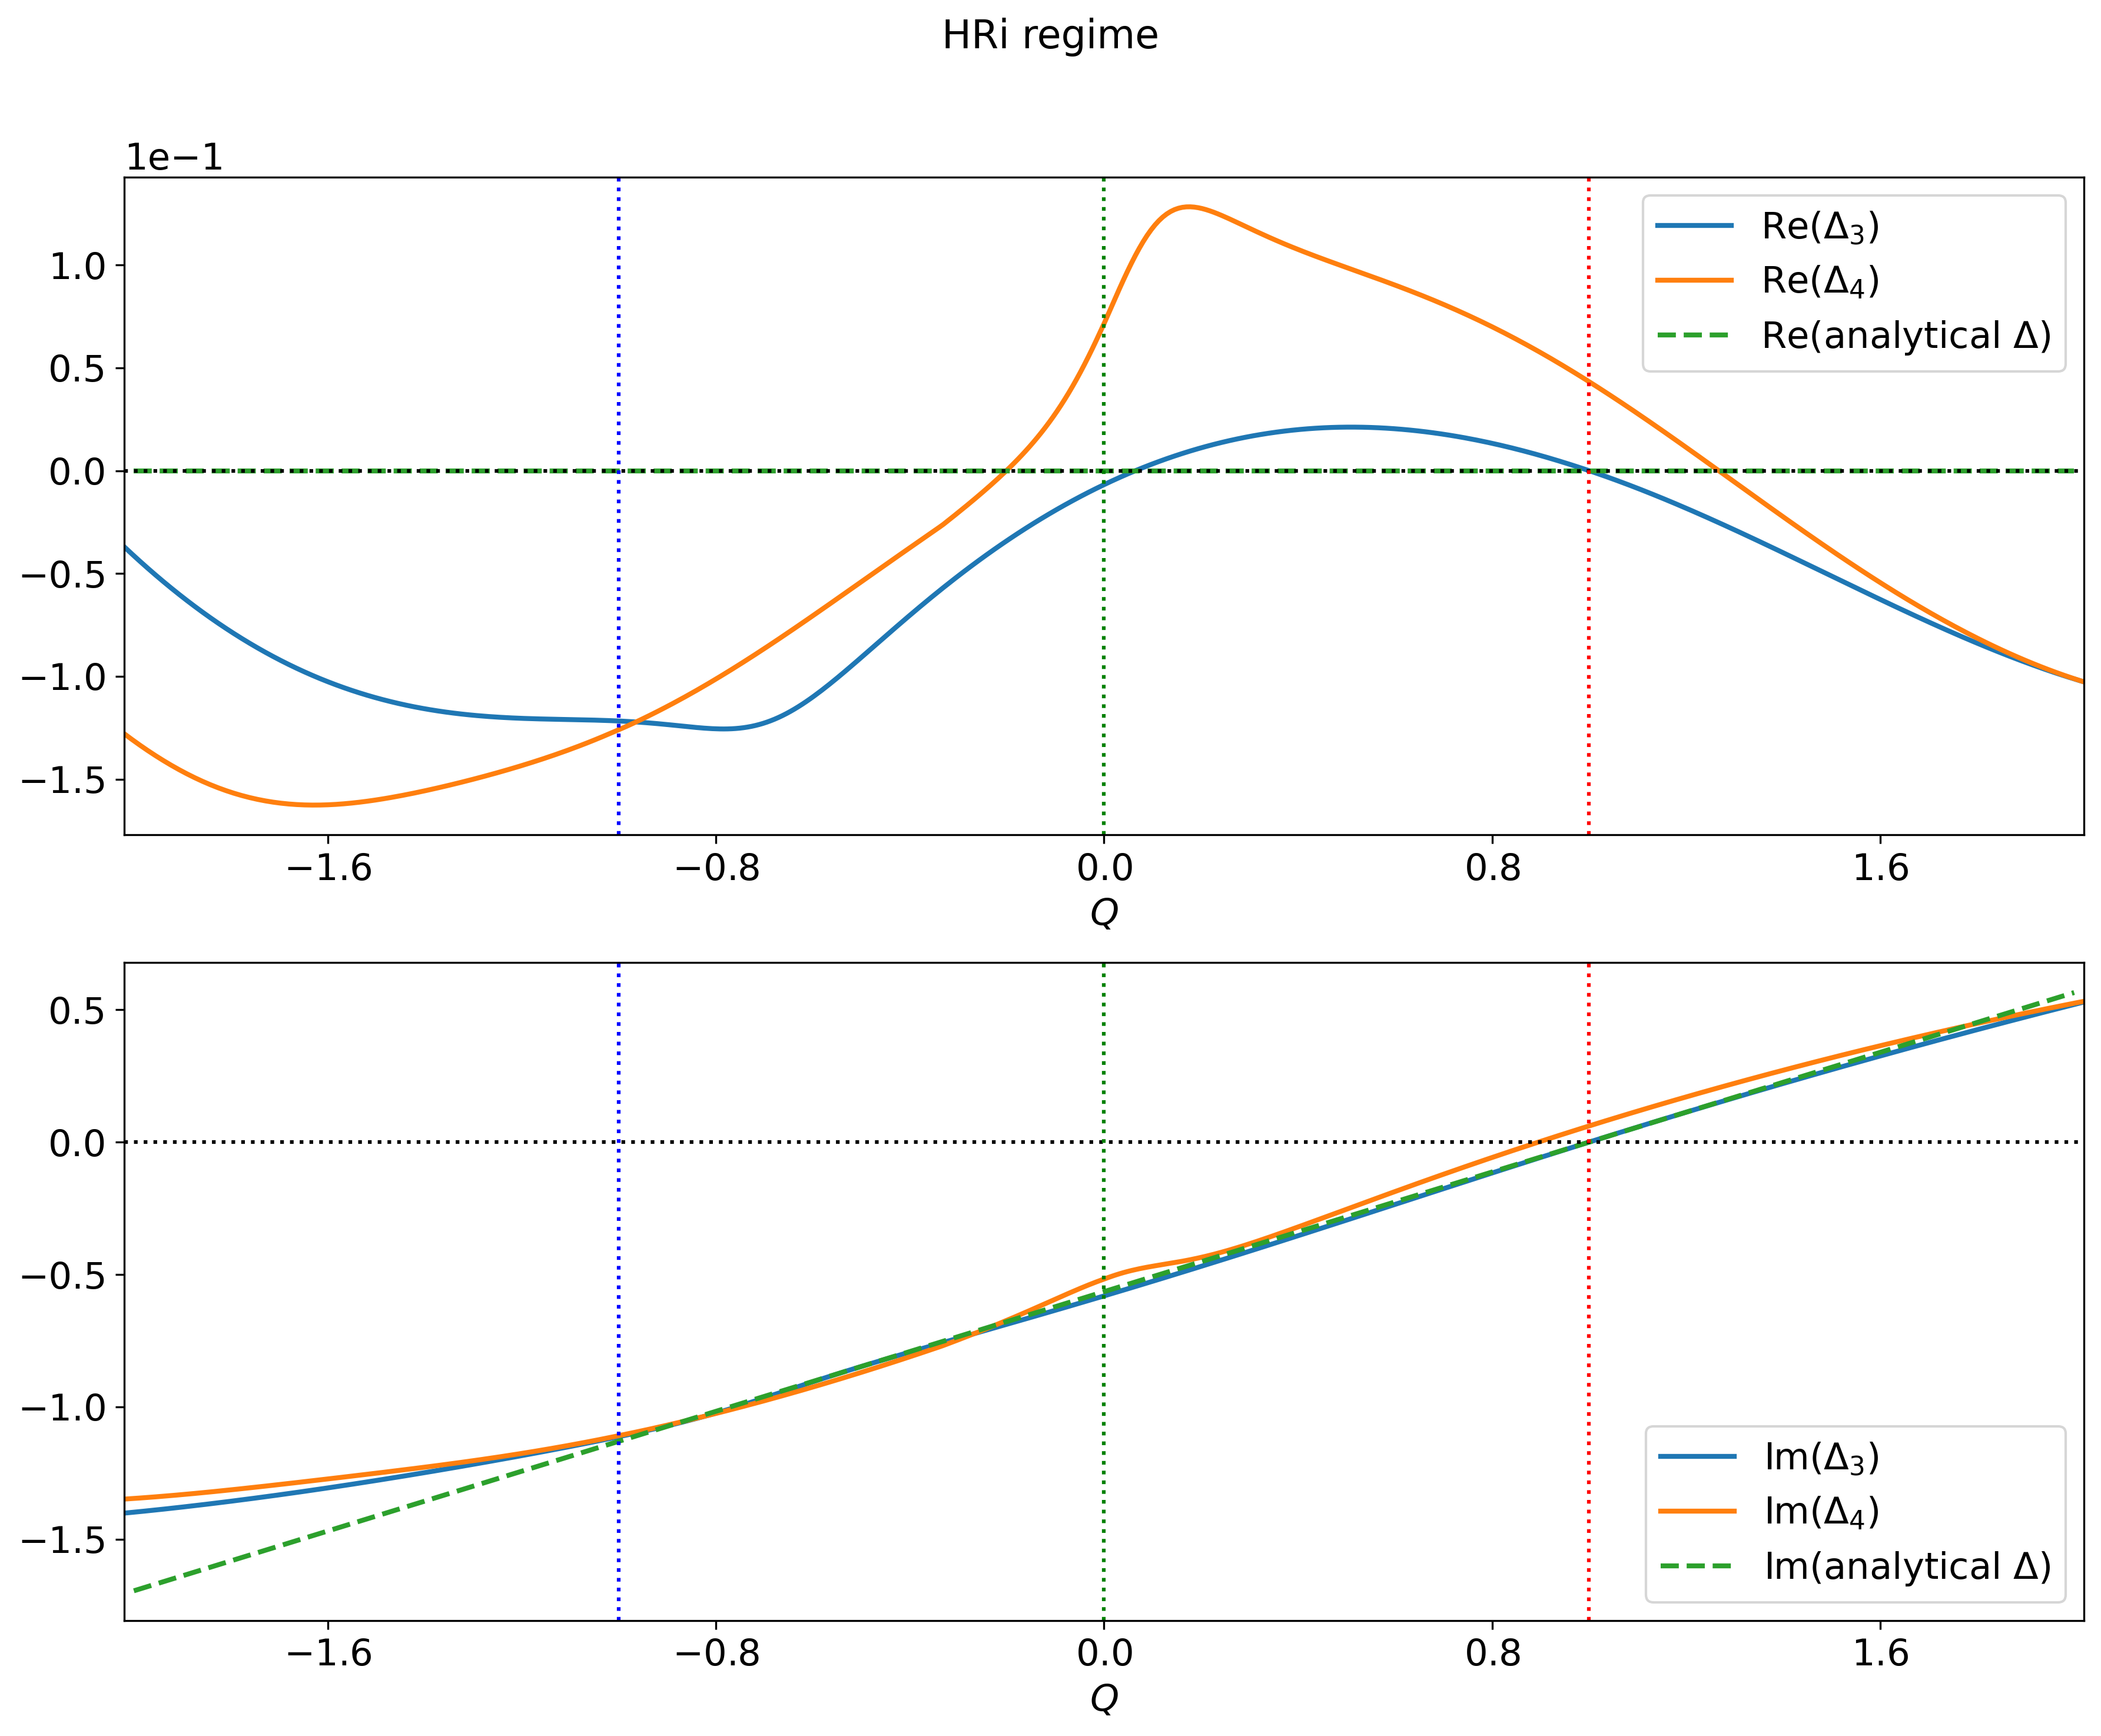 HRi regime
1e−1
1.0
0.5
0.0
−0.5
−1.0
−1.5
Re(Δ₃)
Re(Δ₄)
Re(analytical Δ)
−1.6 −0.8 0.0 0.8 1.6
Q
0.5
0.0
−0.5
−1.0
−1.5
Im(Δ₃)
Im(Δ₄)
Im(analytical Δ)
−1.6 −0.8 0.0 0.8 1.6
Q